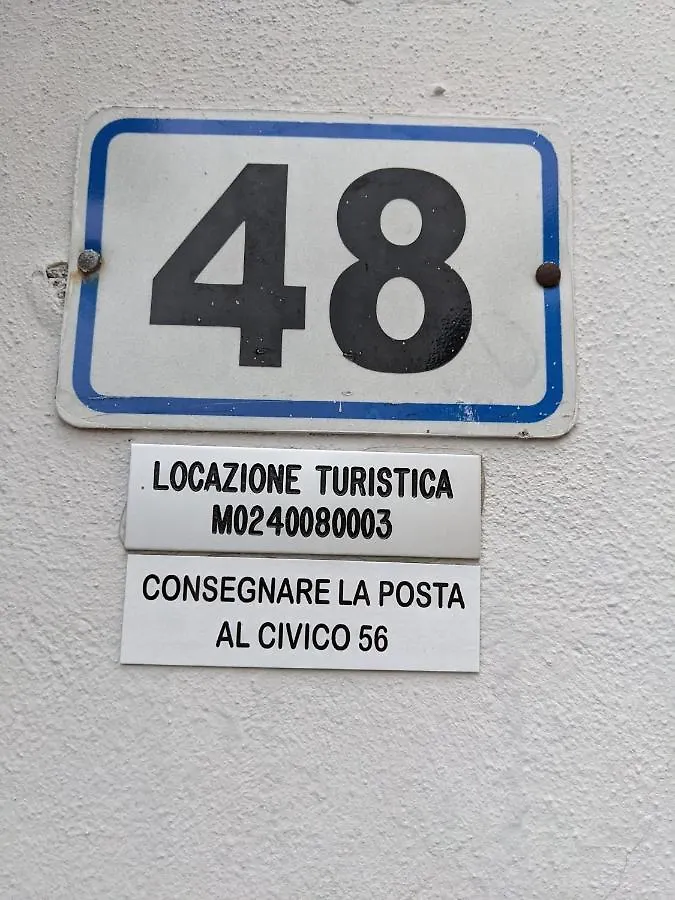 48
LOCAZIONE TURISTICA
M0240080003
CONSEGNARE LA POSTA
AL CIVICO 56